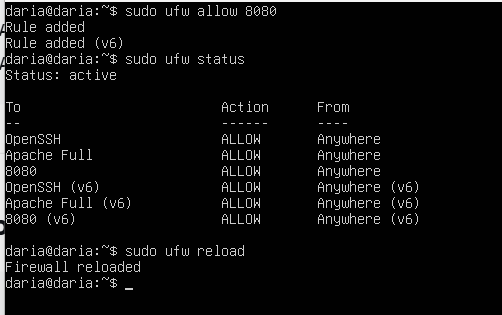 daria@daria:~$ sudo ufw allow 8080
Rule added
Rule added (v6)
daria@daria:~$ sudo ufw status
Status: active
To Action From
-- ------ ----
OpenSSH ALLOW Anywhere
Apache Full ALLOW Anywhere
8080 ALLOW Anywhere
OpenSSH (v6) ALLOW Anywhere (v6)
Apache Full (v6) ALLOW Anywhere (v6)
8080 (v6) ALLOW Anywhere (v6)
daria@daria:~$ sudo ufw reload
Firewall reloaded
daria@daria:~$ _